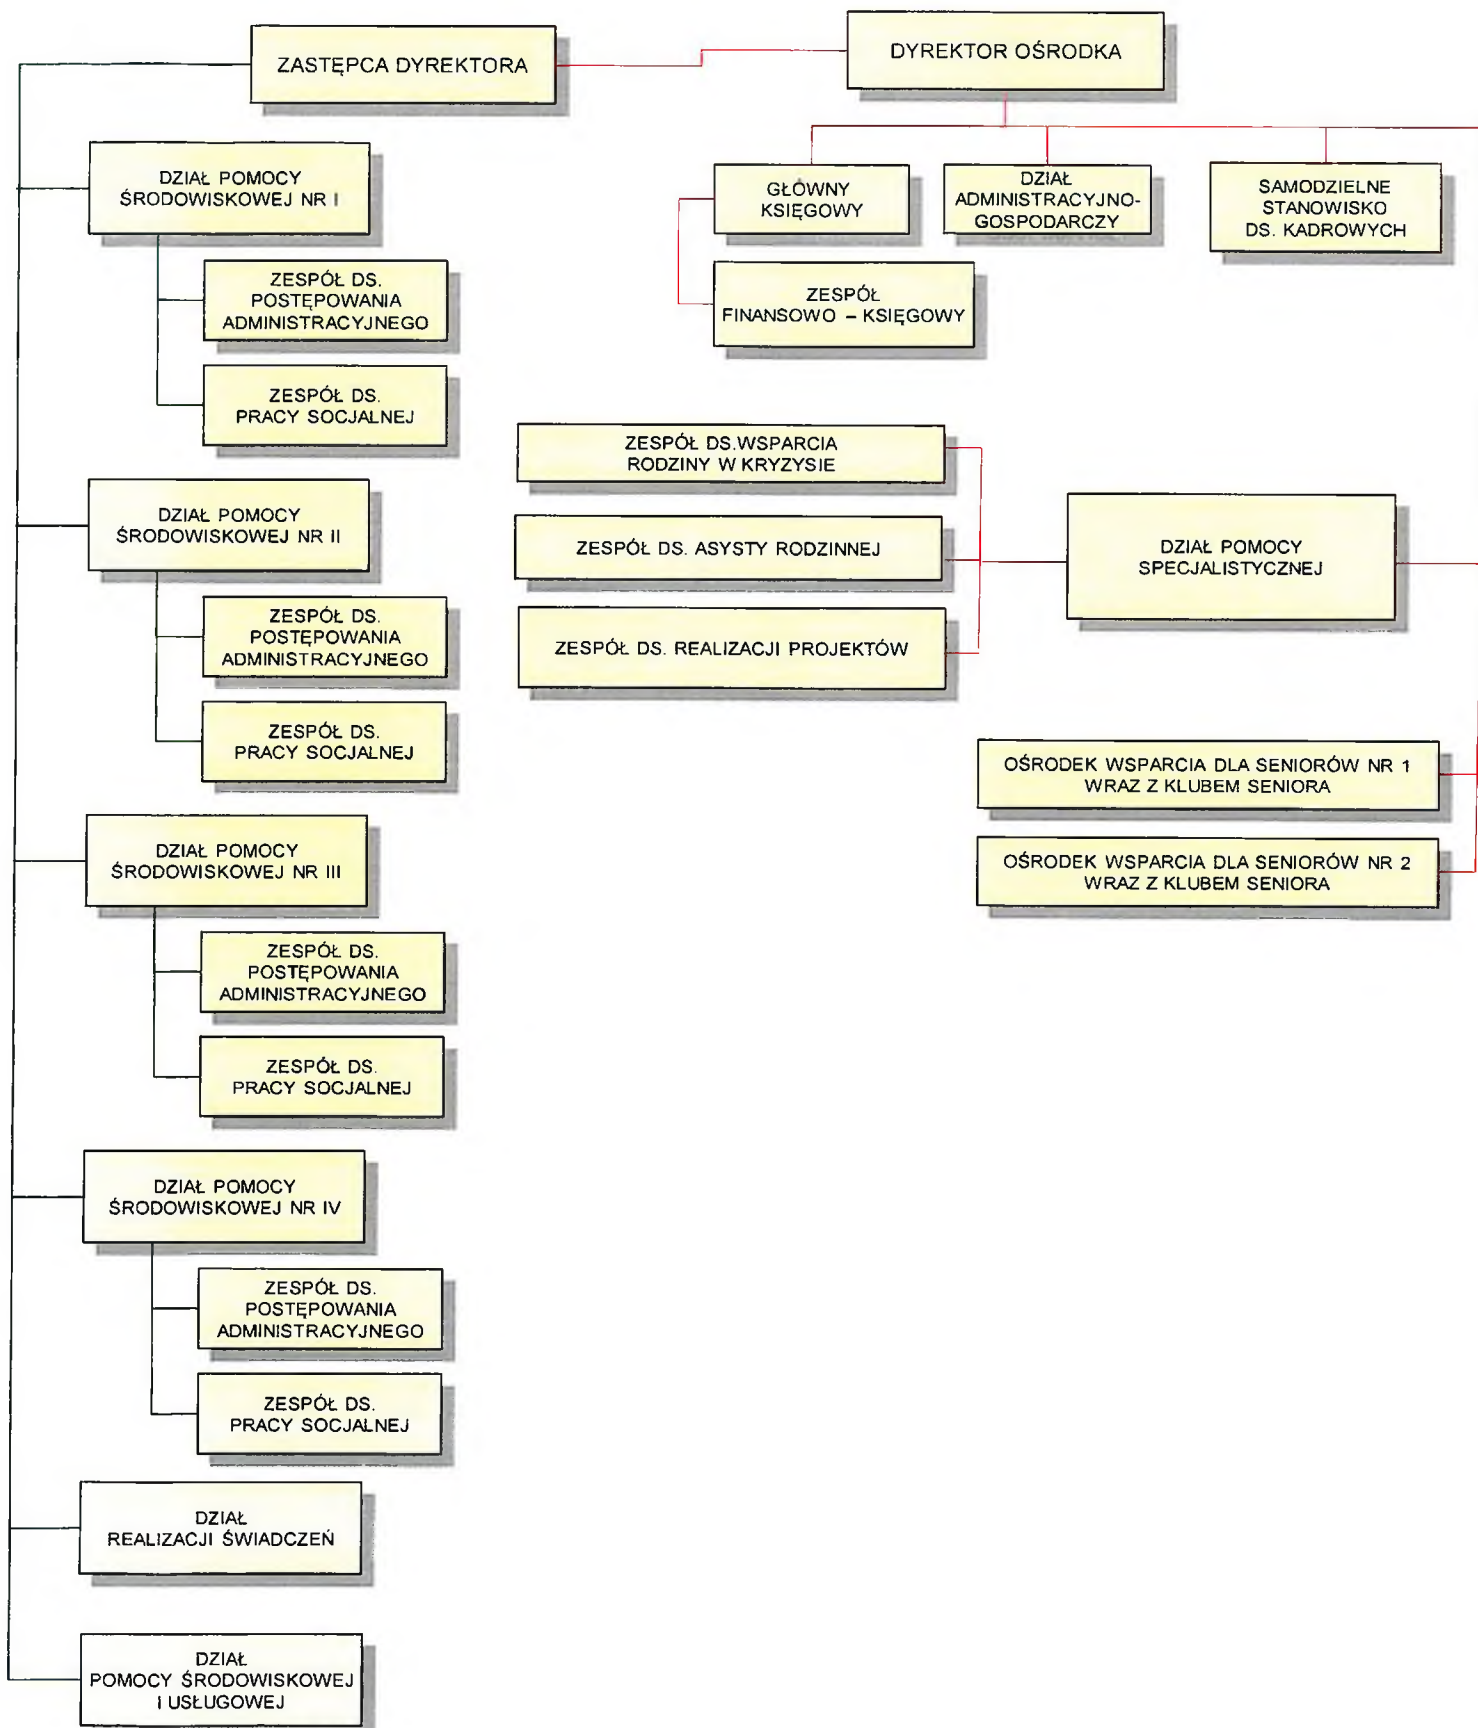 ZASTĘPCA DYREKTORA
DYREKTOR OŚRODKA
DZIAŁ POMOCY
ŚRODOWISKOWEJ NR I
ZESPÓŁ DS.
POSTĘPOWANIA
ADMINISTRACYJNEGO
ZESPÓŁ DS.
PRACY SOCJALNEJ
DZIAŁ POMOCY
ŚRODOWISKOWEJ NR II
ZESPÓŁ DS.
POSTĘPOWANIA
ADMINISTRACYJNEGO
ZESPÓŁ DS.
PRACY SOCJALNEJ
DZIAŁ POMOCY
ŚRODOWISKOWEJ NR III
ZESPÓŁ DS.
POSTĘPOWANIA
ADMINISTRACYJNEGO
ZESPÓŁ DS.
PRACY SOCJALNEJ
DZIAŁ POMOCY
ŚRODOWISKOWEJ NR IV
ZESPÓŁ DS.
POSTĘPOWANIA
ADMINISTRACYJNEGO
ZESPÓŁ DS.
PRACY SOCJALNEJ
DZIAŁ
REALIZACJI ŚWIADCZEŃ
DZIAŁ
POMOCY ŚRODOWISKOWEJ
I USŁUGOWEJ
GŁÓWNY
KSIĘGOWY
ZESPÓŁ
FINANSOWO – KSIĘGOWY
DZIAŁ
ADMINISTRACYJNO-
GOSPODARCZY
SAMODZIELNE
STANOWISKO
DS. KADROWYCH
ZESPÓŁ DS.WSPARCIA
RODZINY W KRYZYSIE
ZESPÓŁ DS. ASYSTY RODZINNEJ
ZESPÓŁ DS. REALIZACJI PROJEKTÓW
DZIAŁ POMOCY
SPECJALISTYCZNEJ
OŚRODEK WSPARCIA DLA SENIORÓW NR 1
WRAZ Z KLUBEM SENIORA
OŚRODEK WSPARCIA DLA SENIORÓW NR 2
WRAZ Z KLUBEM SENIORA